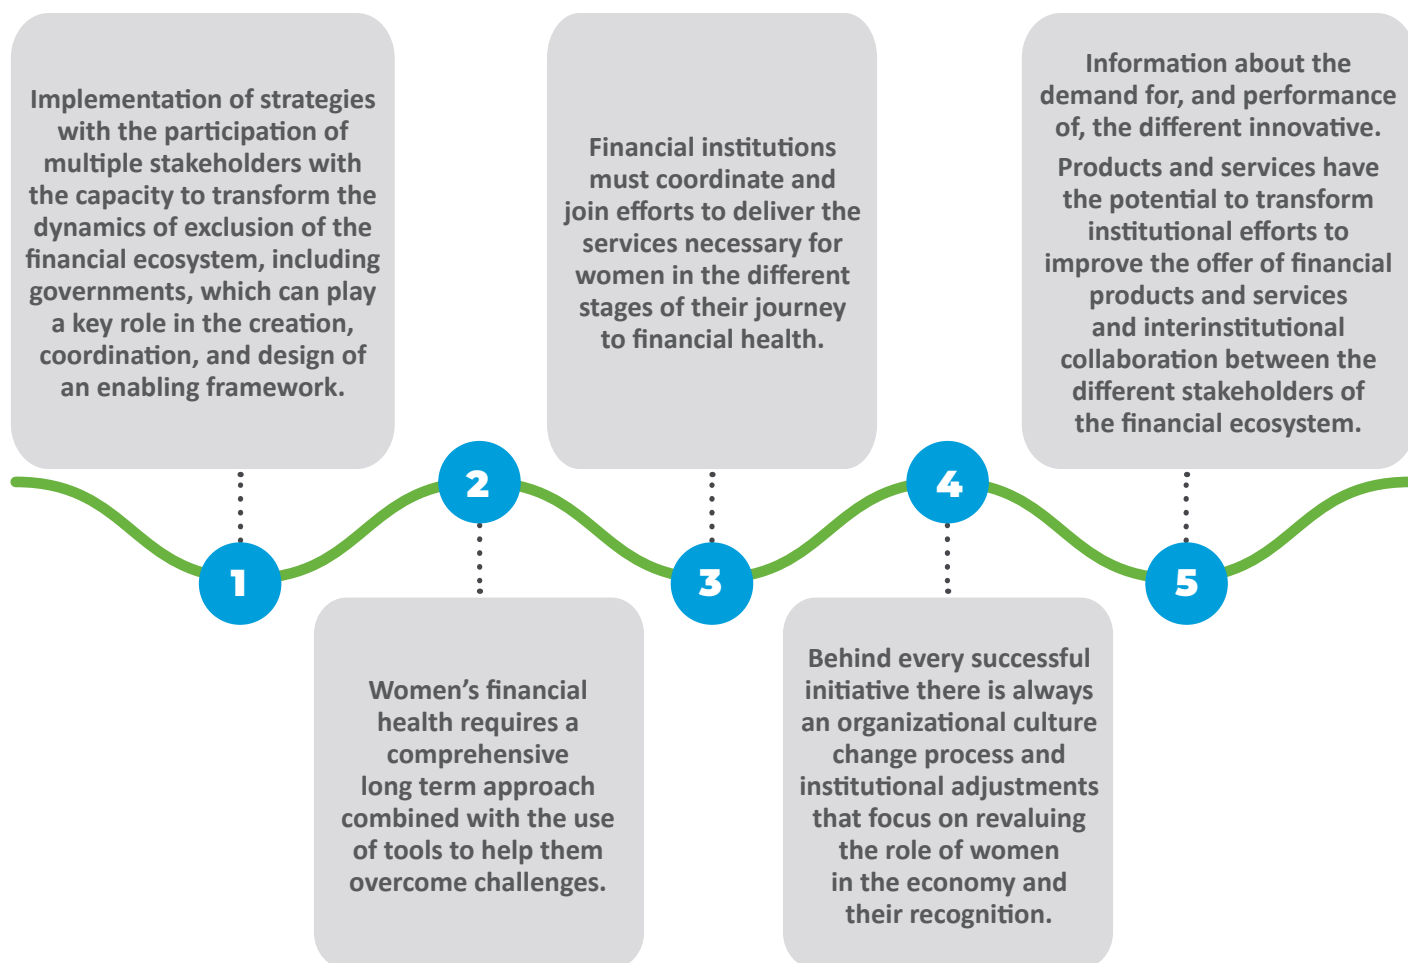 Implementation of strategies
with the participation of
multiple stakeholders with
the capacity to transform the
dynamics of exclusion of the
financial ecosystem, including
governments, which can play
a key role in the creation,
coordination, and design of
an enabling framework.
1
2
Women’s financial
health requires a
comprehensive
long term approach
combined with the use
of tools to help them
overcome challenges.
Financial institutions
must coordinate and
join efforts to deliver the
services necessary for
women in the different
stages of their journey
to financial health.
3
4
Behind every successful
initiative there is always
an organizational culture
change process and
institutional adjustments
that focus on revaluing
the role of women
in the economy and
their recognition.
Information about the
demand for, and performance
of, the different innovative.
Products and services have
the potential to transform
institutional efforts to
improve the offer of financial
products and services
and interinstitutional
collaboration between the
different stakeholders of
the financial ecosystem.
5